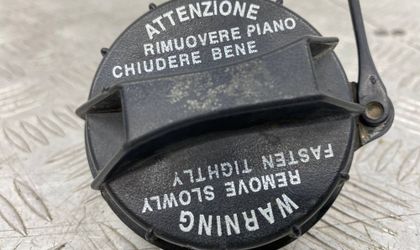 ATTENZIONE
RIMUOVERE PIANO
CHIUDERE BENE
WARNING
REMOVE SLOWLY
FASTEN TIGHTLY